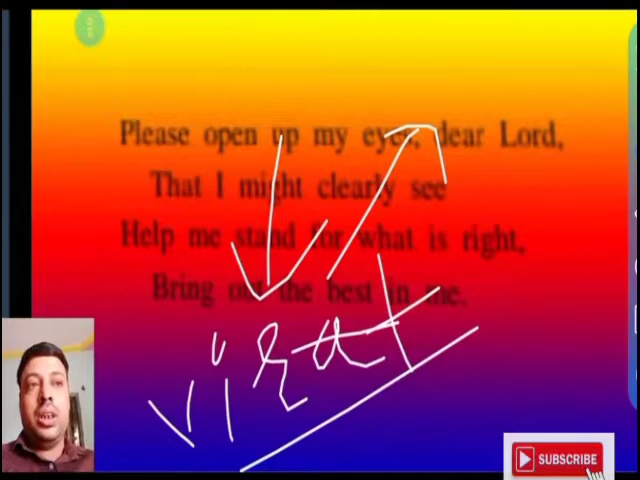 Please open up my eyes, dear Lord,
That I might clearly see
Help me stand for what is right,
Bring out the best in me.
virat
SUBSCRIBE